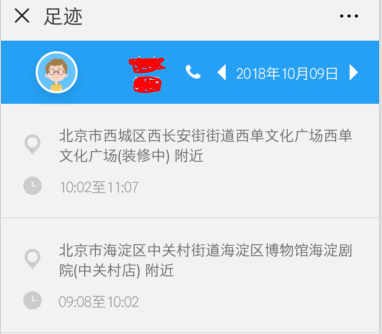 足迹
2018年10月09日
北京市西城区西长安街街道西单文化广场西单
文化广场(装修中) 附近
10:02至11:07
北京市海淀区中关村街道海淀区博物馆海淀剧
院(中关村店) 附近
09:08至10:02